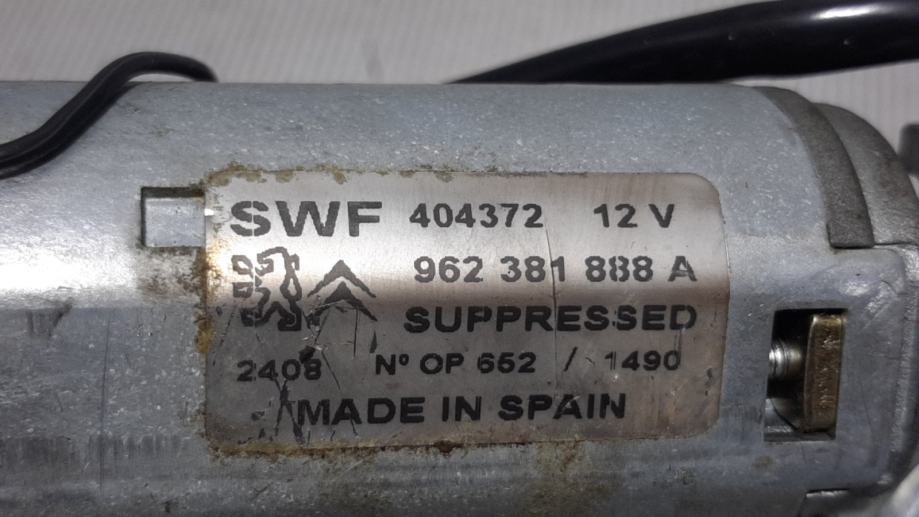 SWF 404372 12 V
962 381 888 A
SUPPRESSED
2408 Nº OP 652 / 1490
MADE IN SPAIN